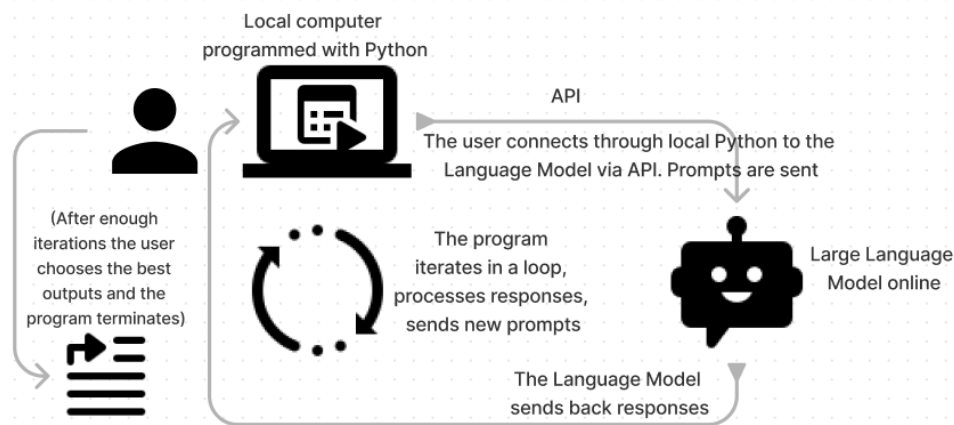 Local computer
programmed with Python
API
The user connects through local Python to the
Language Model via API. Prompts are sent
(After enough
iterations the user
chooses the best
outputs and the
program terminates)
The program
iterates in a loop,
processes responses,
sends new prompts
Large Language
Model online
The Language Model
sends back responses